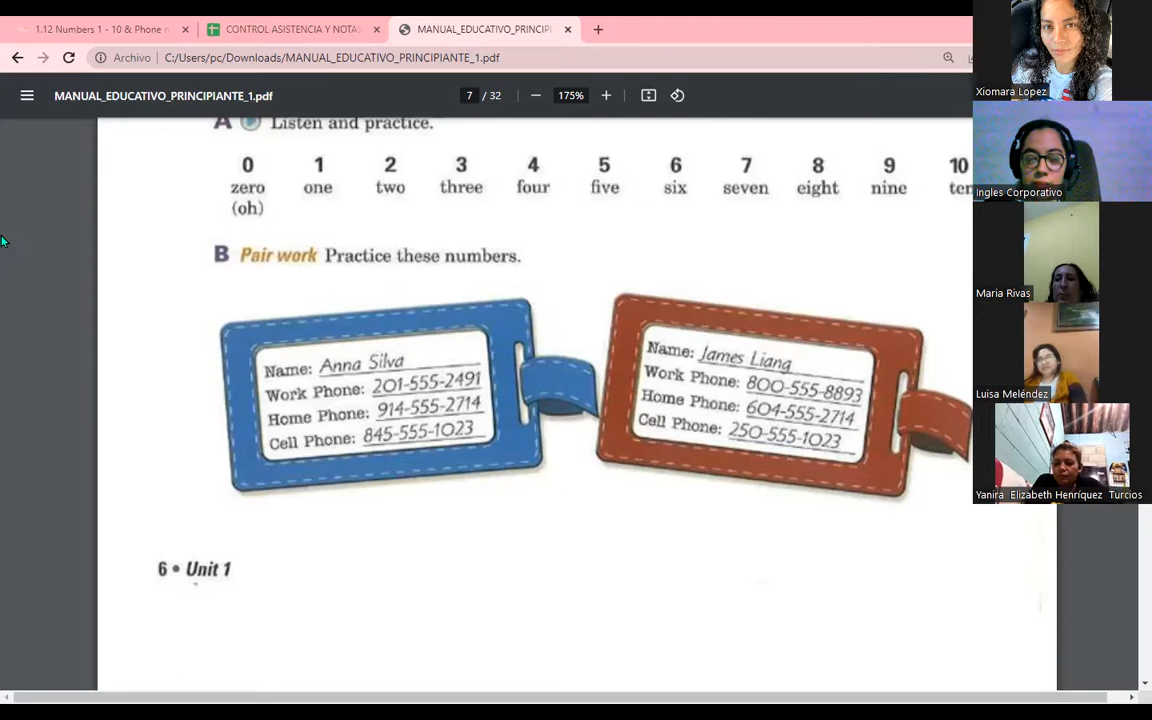 1.12 Numbers 1 - 10 & Phone n
CONTROL ASISTENCIA Y NOTAS
MANUAL_EDUCATIVO_PRINCIPI
Archivo C:/Users/pc/Downloads/MANUAL_EDUCATIVO_PRINCIPIANTE_1.pdf
MANUAL_EDUCATIVO_PRINCIPIANTE_1.pdf 7 / 32 175%
A Listen and practice.
0 1 2 3 4 5 6 7 8 9 10
zero one two three four five six seven eight nine ten
(oh)
B Pair work Practice these numbers.
Name: Anna Silva
Work Phone: 201-555-2491
Home Phone: 914-555-2714
Cell Phone: 845-555-1023
Name: James Liang
Work Phone: 800-555-8893
Home Phone: 604-555-2714
Cell Phone: 250-555-1023
6 • Unit 1
Xiomara Lopez
Ingles Corporativo
Maria Rivas
Luisa Meléndez
Yanira Elizabeth Henríquez Turcios